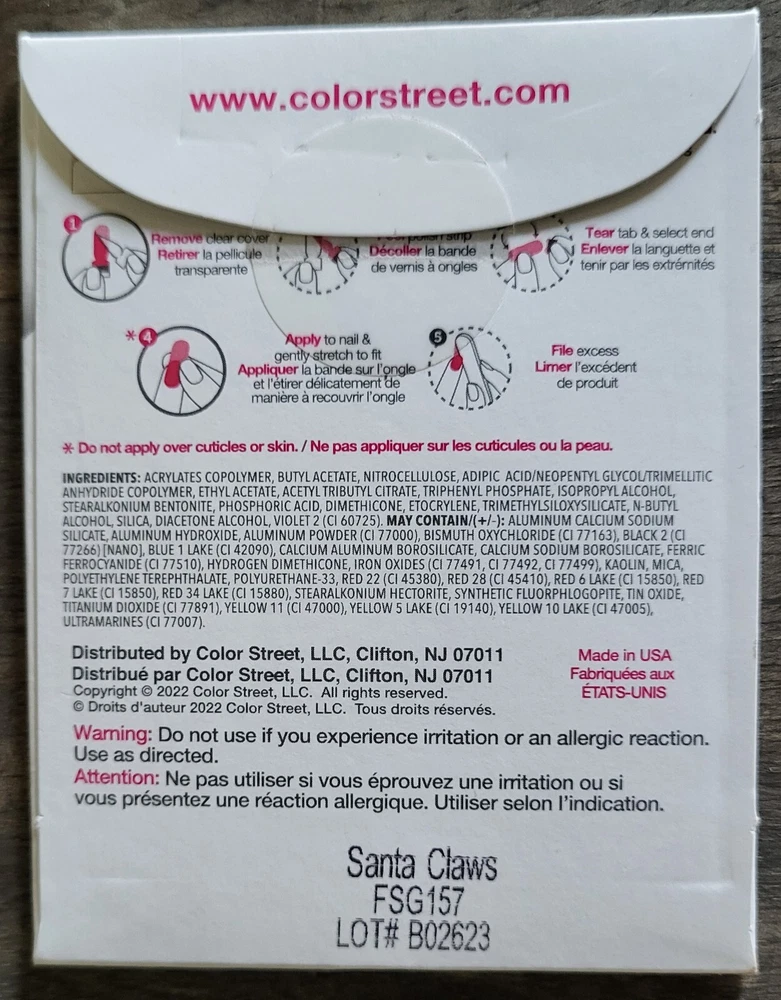 www.colorstreet.com
1
Remove clear cover
Retirer la pellicule
transparente
polish strip
Décoller la bande
de vernis à ongles
Tear tab & select end
Enlever la languette et
tenir par les extrémités
* 4
Apply to nail &
gently stretch to fit
Appliquer la bande sur l'ongle
et l'étirer délicatement de
manière à recouvrir l'ongle
5
File excess
Limer l'excédent
de produit
* Do not apply over cuticles or skin. / Ne pas appliquer sur les cuticules ou la peau.
INGREDIENTS: ACRYLATES COPOLYMER, BUTYL ACETATE, NITROCELLULOSE, ADIPIC ACID/NEOPENTYL GLYCOL/TRIMELLITIC
ANHYDRIDE COPOLYMER, ETHYL ACETATE, ACETYL TRIBUTYL CITRATE, TRIPHENYL PHOSPHATE, ISOPROPYL ALCOHOL,
STEARALKONIUM BENTONITE, PHOSPHORIC ACID, DIMETHICONE, ETOCRYLENE, TRIMETHYLSILOXYSILICATE, N-BUTYL
ALCOHOL, SILICA, DIACETONE ALCOHOL, VIOLET 2 (CI 60725). MAY CONTAIN/(+/-): ALUMINUM CALCIUM SODIUM
SILICATE, ALUMINUM HYDROXIDE, ALUMINUM POWDER (CI 77000), BISMUTH OXYCHLORIDE (CI 77163), BLACK 2 (CI
77266) [NANO], BLUE 1 LAKE (CI 42090), CALCIUM ALUMINUM BOROSILICATE, CALCIUM SODIUM BOROSILICATE, FERRIC
FERROCYANIDE (CI 77510), HYDROGEN DIMETHICONE, IRON OXIDES (CI 77491, CI 77492, CI 77499), KAOLIN, MICA,
POLYETHYLENE TEREPHTHALATE, POLYURETHANE-33, RED 22 (CI 45380), RED 28 (CI 45410), RED 6 LAKE (CI 15850), RED
7 LAKE (CI 15850), RED 34 LAKE (CI 15880), STEARALKONIUM HECTORITE, SYNTHETIC FLUORPHLOGOPITE, TIN OXIDE,
TITANIUM DIOXIDE (CI 77891), YELLOW 11 (CI 47000), YELLOW 5 LAKE (CI 19140), YELLOW 10 LAKE (CI 47005),
ULTRAMARINES (CI 77007).
Distributed by Color Street, LLC, Clifton, NJ 07011
Distribué par Color Street, LLC, Clifton, NJ 07011
Copyright © 2022 Color Street, LLC. All rights reserved.
© Droits d'auteur 2022 Color Street, LLC. Tous droits réservés.
Made in USA
Fabriquées aux
ÉTATS-UNIS
Warning: Do not use if you experience irritation or an allergic reaction.
Use as directed.
Attention: Ne pas utiliser si vous éprouvez une irritation ou si
vous présentez une réaction allergique. Utiliser selon l'indication.
Santa Claws
FSG157
LOT# B02623